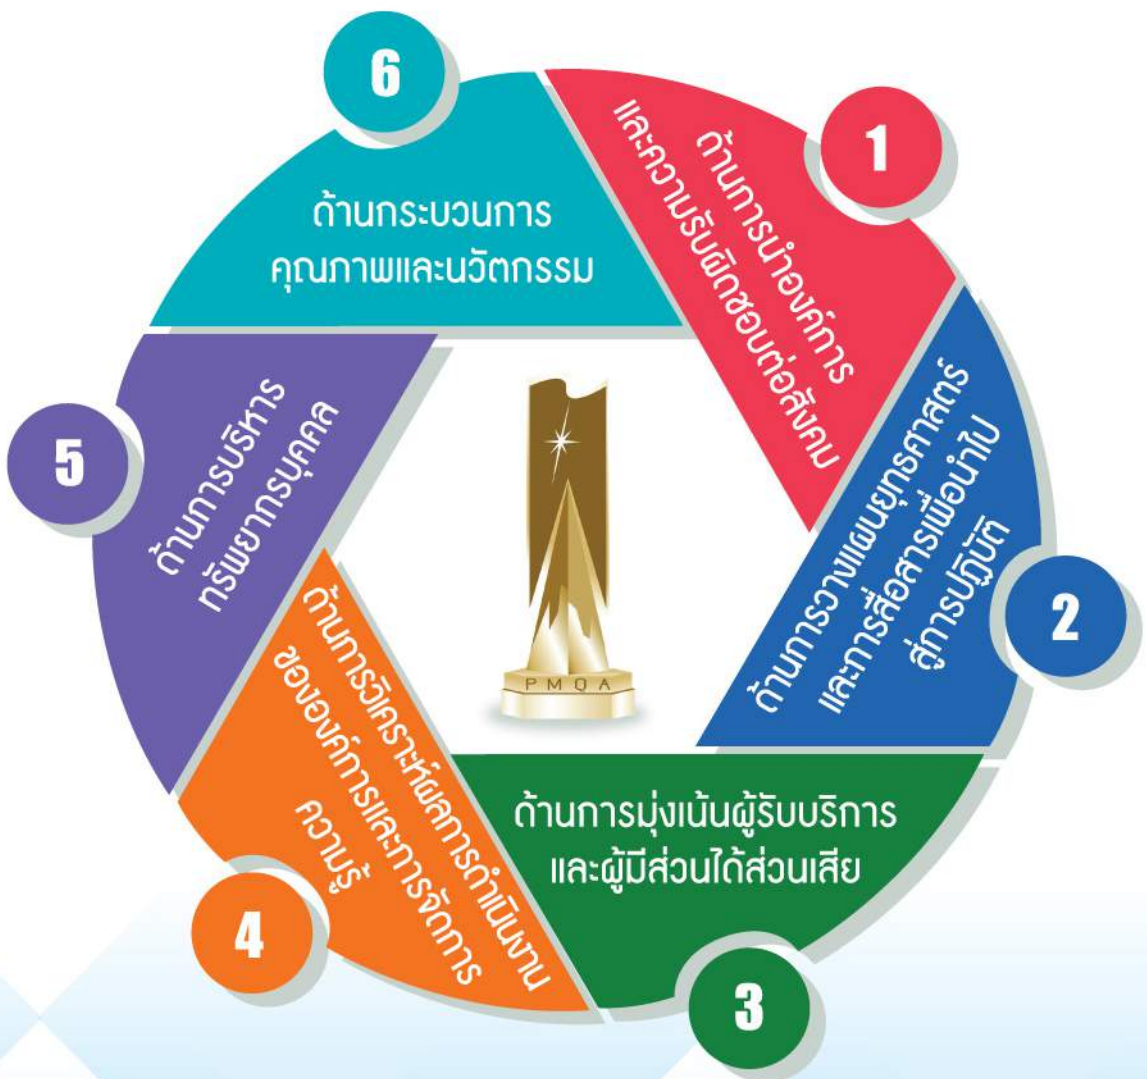 1
ด้านการนำองค์การ
และความรับผิดชอบต่อสังคม
2
ด้านการวางแผนยุทธศาสตร์
และการสื่อสารเพื่อนำไป
สู่การปฏิบัติ
3
ด้านการมุ่งเน้นผู้รับบริการ
และผู้มีส่วนได้ส่วนเสีย
4
ด้านการวิเคราะห์ผลการดำเนินงาน
ขององค์การและการจัดการ
ความรู้
5
ด้านการบริหาร
ทรัพยากรบุคคล
6
ด้านกระบวนการ
คุณภาพและนวัตกรรม
PMQA